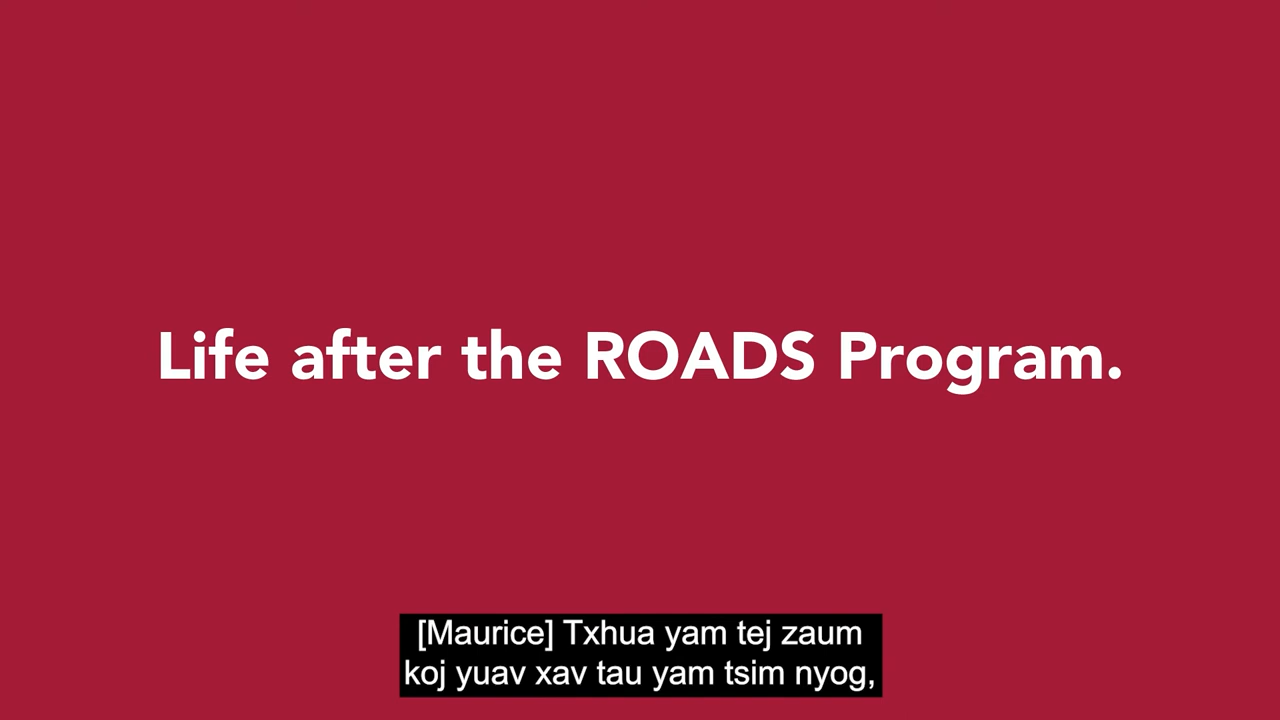 Life after the ROADS Program.
[Maurice] Txhua yam tej zaum
koj yuav xav tau yam tsim nyog,